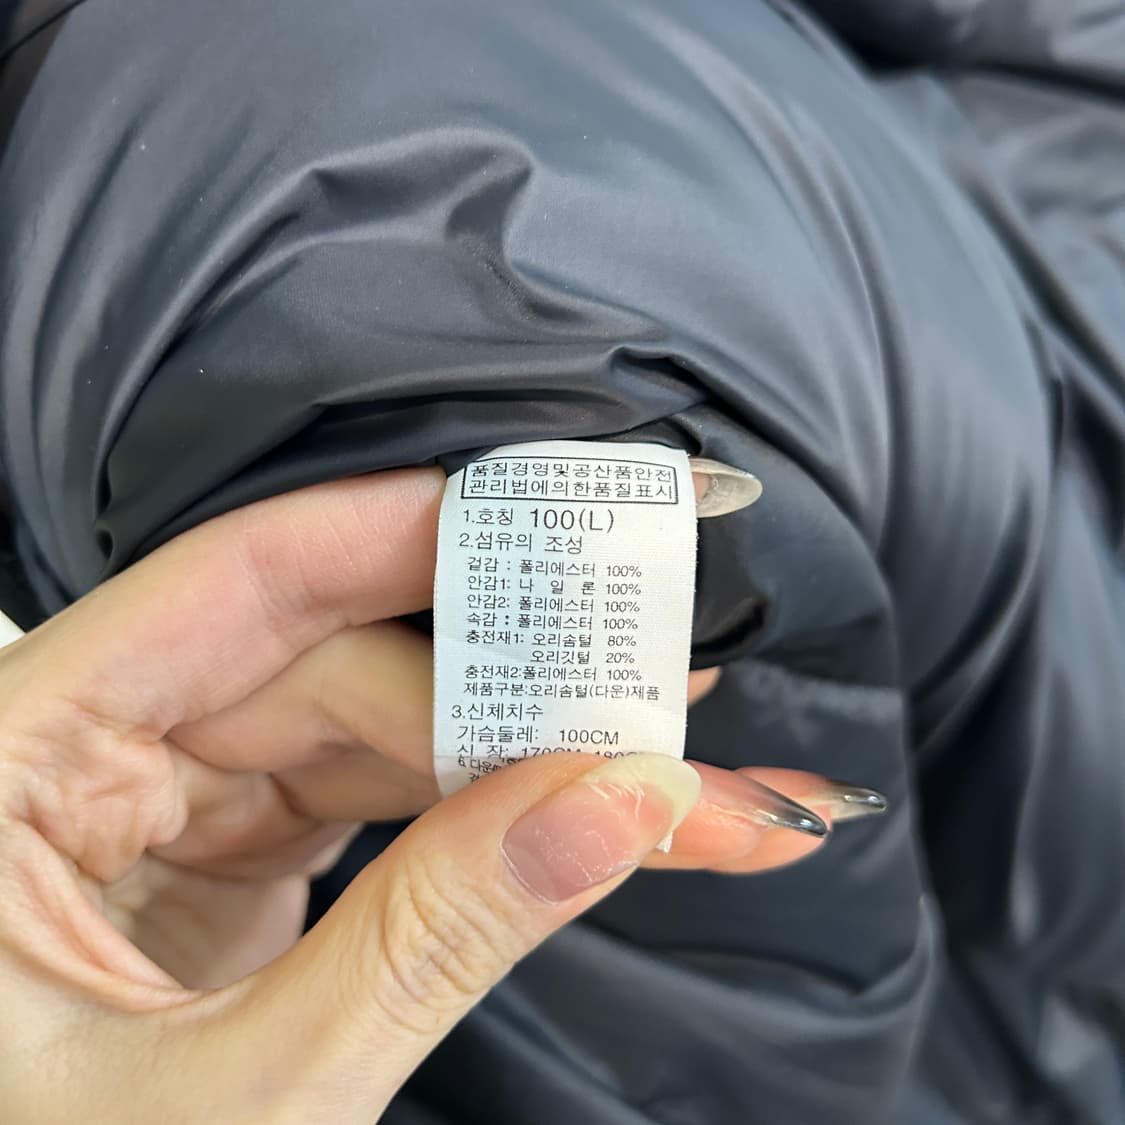 품질경영및공산품안전
관리법에의한품질표시
1.호칭 100(L)
2.섬유의 조성
겉감 : 폴리에스터 100%
안감1: 나 일 론 100%
안감2: 폴리에스터 100%
속감 : 폴리에스터 100%
충전재1: 오리솜털 80%
오리깃털 20%
충전재2:폴리에스터 100%
제품구분:오리솜털(다운)제품
3.신체치수
가슴둘레: 100CM
신 작: 170CM